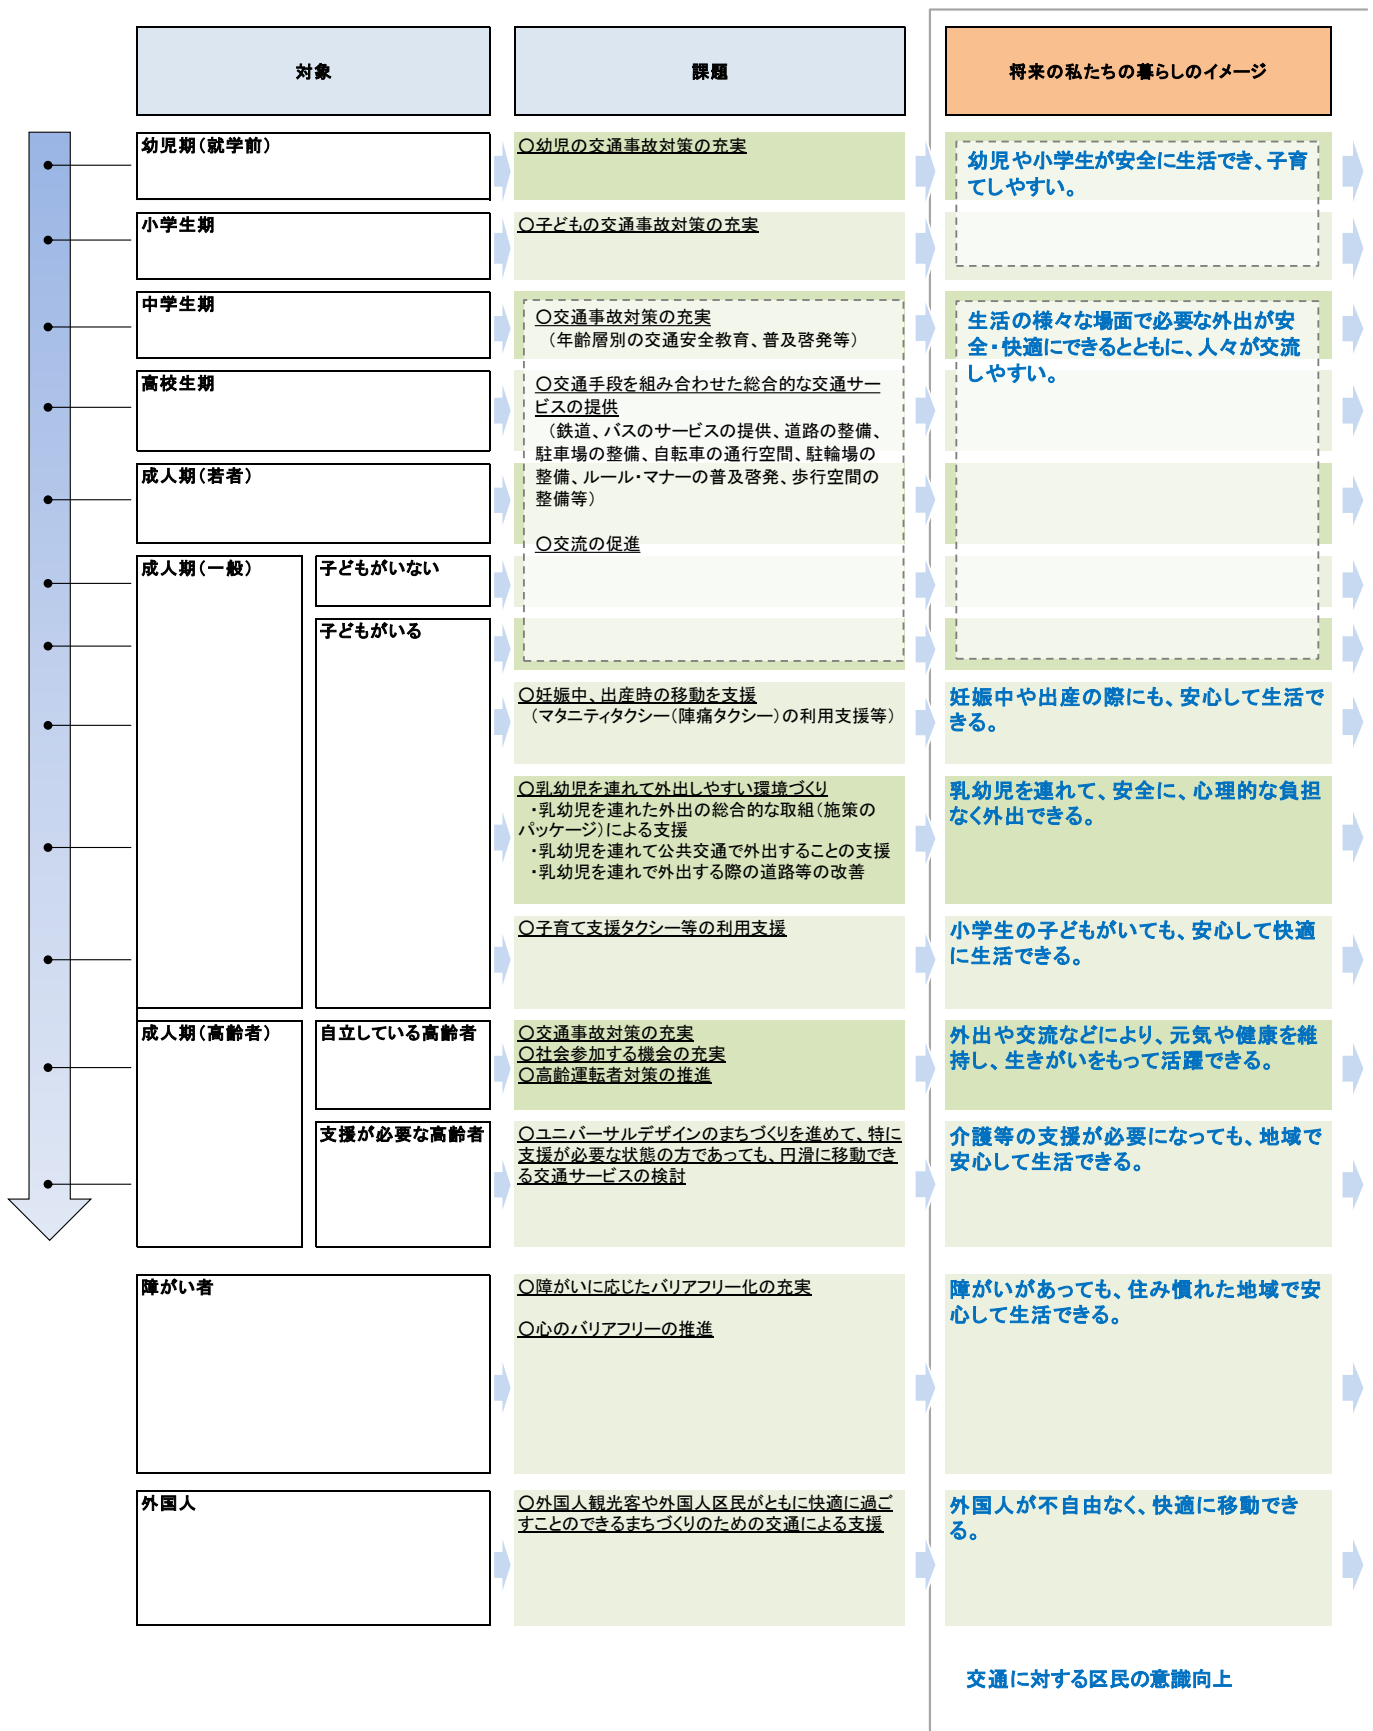 対象
課題
将来の私たちの暮らしのイメージ
幼児期（就学前）
〇幼児の交通事故対策の充実
幼児や小学生が安全に生活でき、子育
てしやすい。
小学生期
〇子どもの交通事故対策の充実
中学生期
〇交通事故対策の充実
（年齢層別の交通安全教育、普及啓発等）
生活の様々な場面で必要な外出が安
全・快適にできるとともに、人々が交流
しやすい。
高校生期
〇交通手段を組み合わせた総合的な交通サー
ビスの提供
（鉄道、バスのサービスの提供、道路の整備、
駐車場の整備、自転車の通行空間、駐輪場の
整備、ルール・マナーの普及啓発、歩行空間の
整備等）
成人期（若者）
〇交流の促進
成人期（一般）
子どもがいない
子どもがいる
〇妊娠中、出産時の移動を支援
（マタニティタクシー（陣痛タクシー）の利用支援等）
妊娠中や出産の際にも、安心して生活で
きる。
〇乳幼児を連れて外出しやすい環境づくり
・乳幼児を連れた外出の総合的な取組（施策の
パッケージ）による支援
・乳幼児を連れて公共交通で外出することの支援
・乳幼児を連れで外出する際の道路等の改善
乳幼児を連れて、安全に、心理的な負担
なく外出できる。
〇子育て支援タクシー等の利用支援
小学生の子どもがいても、安心して快適
に生活できる。
成人期（高齢者）
自立している高齢者
〇交通事故対策の充実
〇社会参加する機会の充実
〇高齢運転者対策の推進
外出や交流などにより、元気や健康を維
持し、生きがいをもって活躍できる。
支援が必要な高齢者
〇ユニバーサルデザインのまちづくりを進めて、特に
支援が必要な状態の方であっても、円滑に移動でき
る交通サービスの検討
介護等の支援が必要になっても、地域で
安心して生活できる。
障がい者
〇障がいに応じたバリアフリー化の充実
〇心のバリアフリーの推進
障がいがあっても、住み慣れた地域で安
心して生活できる。
外国人
〇外国人観光客や外国人区民がともに快適に過ご
すことのできるまちづくりのための交通による支援
外国人が不自由なく、快適に移動でき
る。
交通に対する区民の意識向上